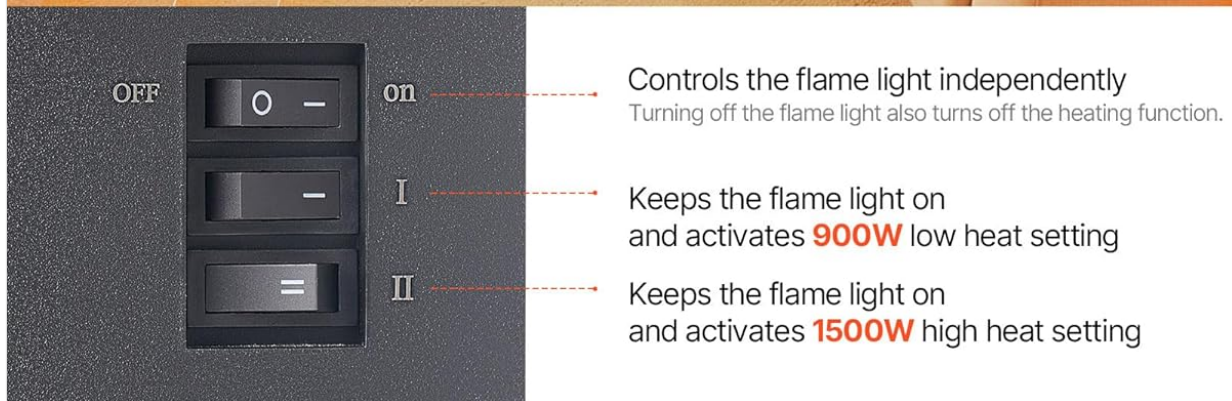 OFF
on
Controls the flame light independently
Turning off the flame light also turns off the heating function.
I
Keeps the flame light on
and activates 900W low heat setting
II
Keeps the flame light on
and activates 1500W high heat setting